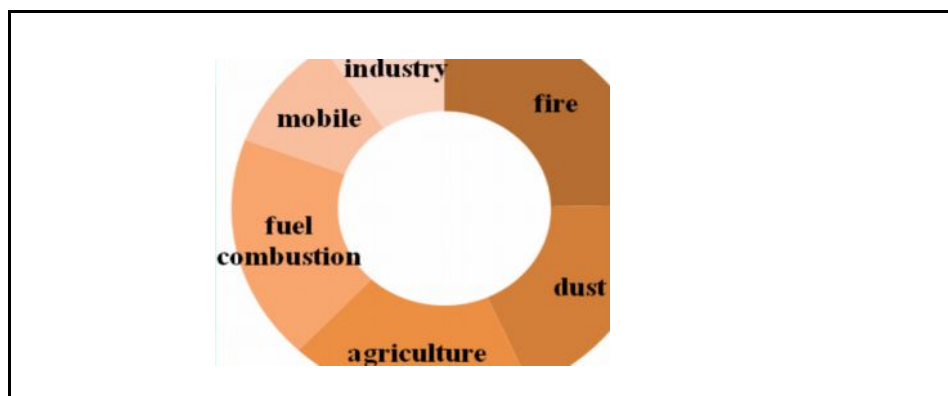 industry
fire
mobile
fuel
combustion
dust
agriculture